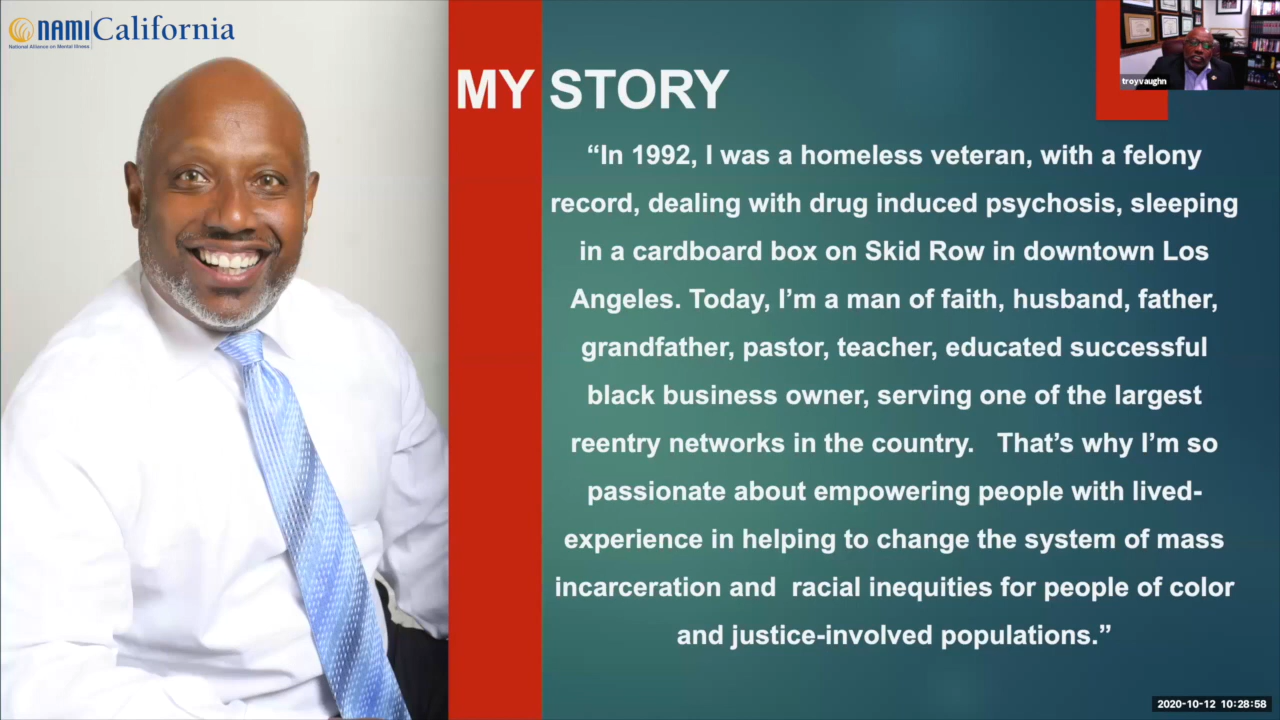 NAMI California
National Alliance on Mental Illness
troyvaughn
MY STORY
“In 1992, I was a homeless veteran, with a felony
record, dealing with drug induced psychosis, sleeping
in a cardboard box on Skid Row in downtown Los
Angeles. Today, I’m a man of faith, husband, father,
grandfather, pastor, teacher, educated successful
black business owner, serving one of the largest
reentry networks in the country.   That’s why I’m so
passionate about empowering people with lived-
experience in helping to change the system of mass
incarceration and  racial inequities for people of color
and justice-involved populations.”
2020-10-12 10:28:58